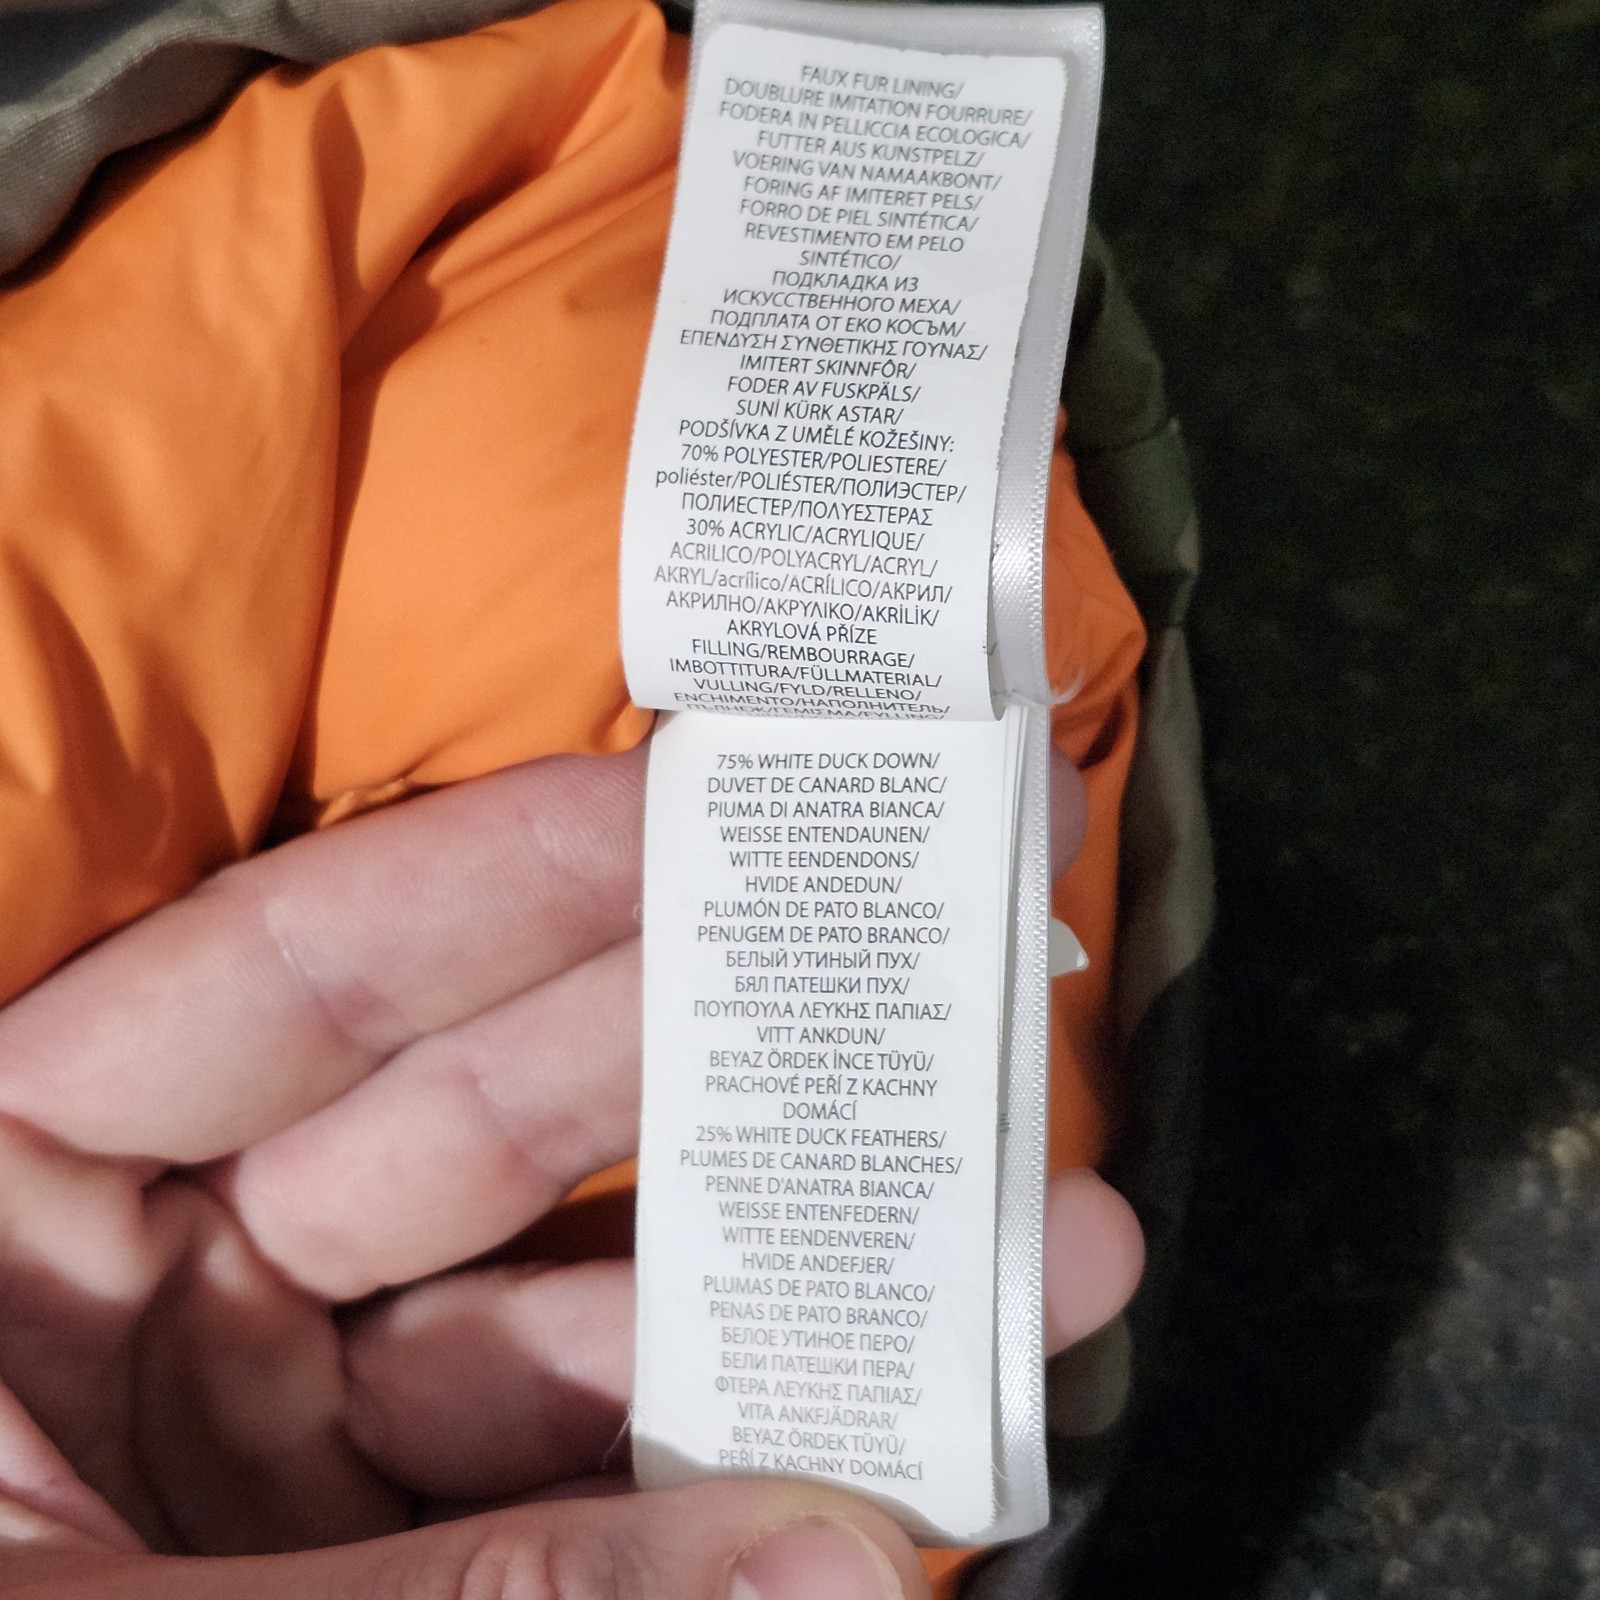 FAUX FUR LINING/
DOUBLURE IMITATION FOURRURE/
FODERA IN PELLICCIA ECOLOGICA/
FUTTER AUS KUNSTPELZ/
VOERING VAN NAMAAKBONT/
FORING AF IMITERET PELS/
FORRO DE PIEL SINTÉTICA/
REVESTIMENTO EM PELO
SINTÉTICO/
ПОДКЛАДКА ИЗ
ИСКУССТВЕННОГО МЕХА/
ПОДПЛАТА ОТ ЕКО КОСЪМ/
ΕΠΕΝΔΥΣΗ ΣΥΝΘΕΤΙΚΗΣ ΓΟΥΝΑΣ/
IMITERT SKINNFÔR/
FODER AV FUSKPÄLS/
SUNİ KÜRK ASTAR/
PODŠÍVKA Z UMĚLÉ KOŽEŠINY:
70% POLYESTER/POLIESTERE/
poliéster/POLIÉSTER/ПОЛИЭСТЕР/
ПОЛИЕСТЕР/ΠΟΛΥΕΣΤΕΡΑΣ
30% ACRYLIC/ACRYLIQUE/
ACRILICO/POLYACRYL/ACRYL/
AKRYL/acrílico/ACRÍLICO/АКРИЛ/
АКРИЛНО/ΑΚΡΥΛΙΚΟ/AKRİLİK/
AKRYLOVÁ PŘÍZE
FILLING/REMBOURRAGE/
IMBOTTITURA/FÜLLMATERIAL/
VULLING/FYLD/RELLENO/
ENCHIMENTO/НАПОЛНИТЕЛЬ/
ПЪЛНЕЖ/ΓΕΜΙΣΜΑ/FYLLING/
75% WHITE DUCK DOWN/
DUVET DE CANARD BLANC/
PIUMA DI ANATRA BIANCA/
WEISSE ENTENDAUNEN/
WITTE EENDENDONS/
HVIDE ANDEDUN/
PLUMÓN DE PATO BLANCO/
PENUGEM DE PATO BRANCO/
БЕЛЫЙ УТИНЫЙ ПУХ/
БЯЛ ПАТЕШКИ ПУХ/
ΠΟΥΠΟΥΛΑ ΛΕΥΚΗΣ ΠΑΠΙΑΣ/
VITT ANKDUN/
BEYAZ ÖRDEK İNCE TÜYÜ/
PRACHOVÉ PEŘÍ Z KACHNY
DOMÁCÍ
25% WHITE DUCK FEATHERS/
PLUMES DE CANARD BLANCHES/
PENNE D'ANATRA BIANCA/
WEISSE ENTENFEDERN/
WITTE EENDENVEREN/
HVIDE ANDEFJER/
PLUMAS DE PATO BLANCO/
PENAS DE PATO BRANCO/
БЕЛОЕ УТИНОЕ ПЕРО/
БЕЛИ ПАТЕШКИ ПЕРА/
ΦΤΕΡΑ ΛΕΥΚΗΣ ΠΑΠΙΑΣ/
VITA ANKFJÄDRAR/
BEYAZ ÖRDEK TÜYÜ/
PEŘÍ Z KACHNY DOMÁCÍ